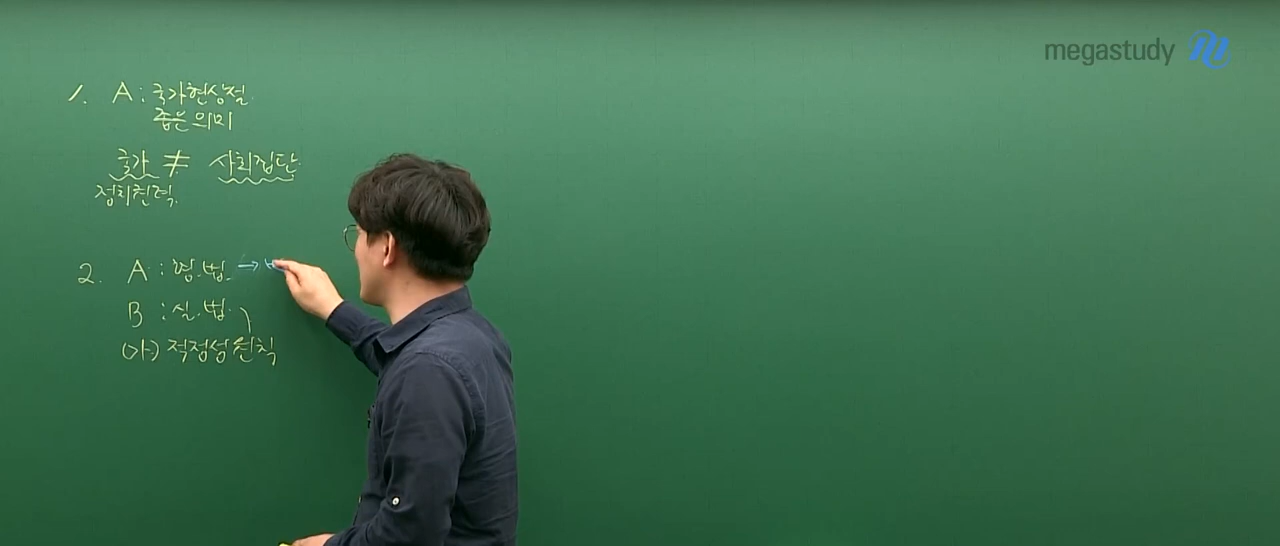 megastudy
1. A : 국가현상설
좁은 의미
국가 ≠ 사회집단
정치권력
2. A : 형.법. →
B : 실.법.
(가) 적정성 원칙